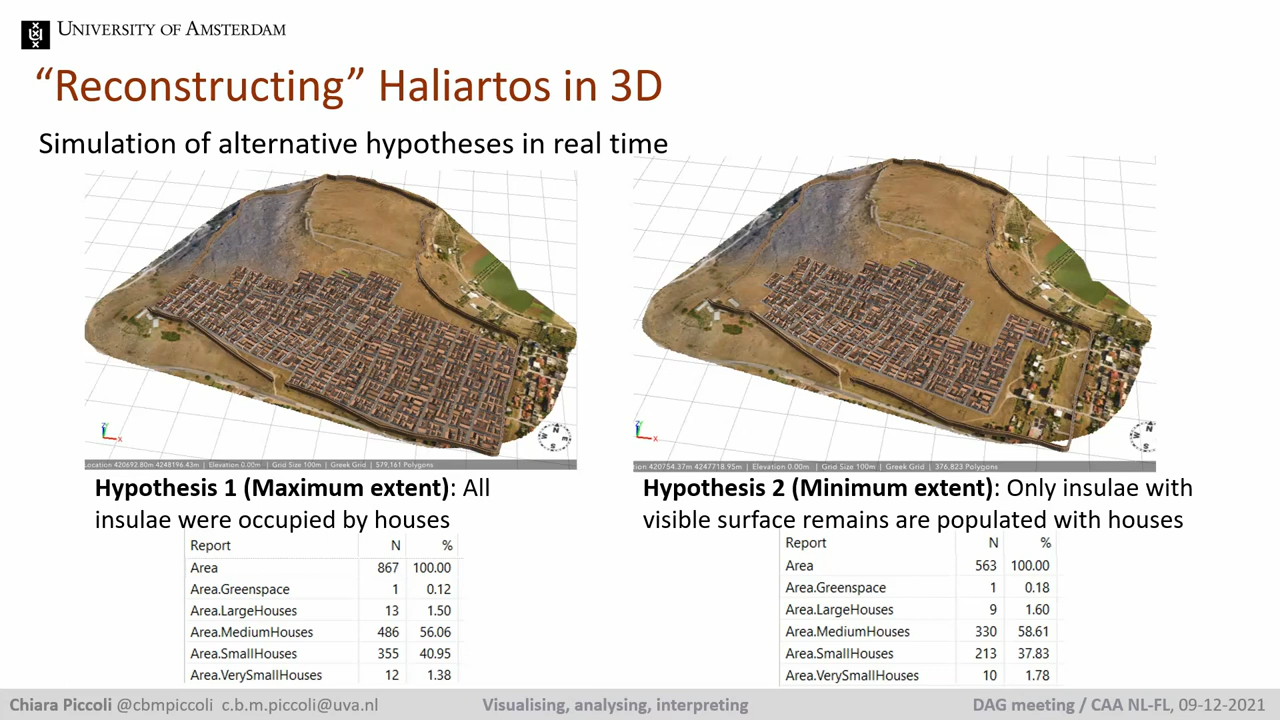 UNIVERSITY OF AMSTERDAM
“Reconstructing” Haliartos in 3D
Simulation of alternative hypotheses in real time
Location 420692.80m 4248196.43m | Elevation 0.00m | Grid Size 100m | Greek Grid | 579,161 Polygons
tion 420754.37m 4247718.95m | Elevation 0.00m | Grid Size 100m | Greek Grid | 376,823 Polygons
Hypothesis 1 (Maximum extent): All
insulae were occupied by houses
Hypothesis 2 (Minimum extent): Only insulae with
visible surface remains are populated with houses
Report N %
Area 867 100.00
Area.Greenspace 1 0.12
Area.LargeHouses 13 1.50
Area.MediumHouses 486 56.06
Area.SmallHouses 355 40.95
Area.VerySmallHouses 12 1.38
Report N %
Area 563 100.00
Area.Greenspace 1 0.18
Area.LargeHouses 9 1.60
Area.MediumHouses 330 58.61
Area.SmallHouses 213 37.83
Area.VerySmallHouses 10 1.78
Chiara Piccoli @cbmpiccoli c.b.m.piccoli@uva.nl
Visualising, analysing, interpreting
DAG meeting / CAA NL-FL, 09-12-2021